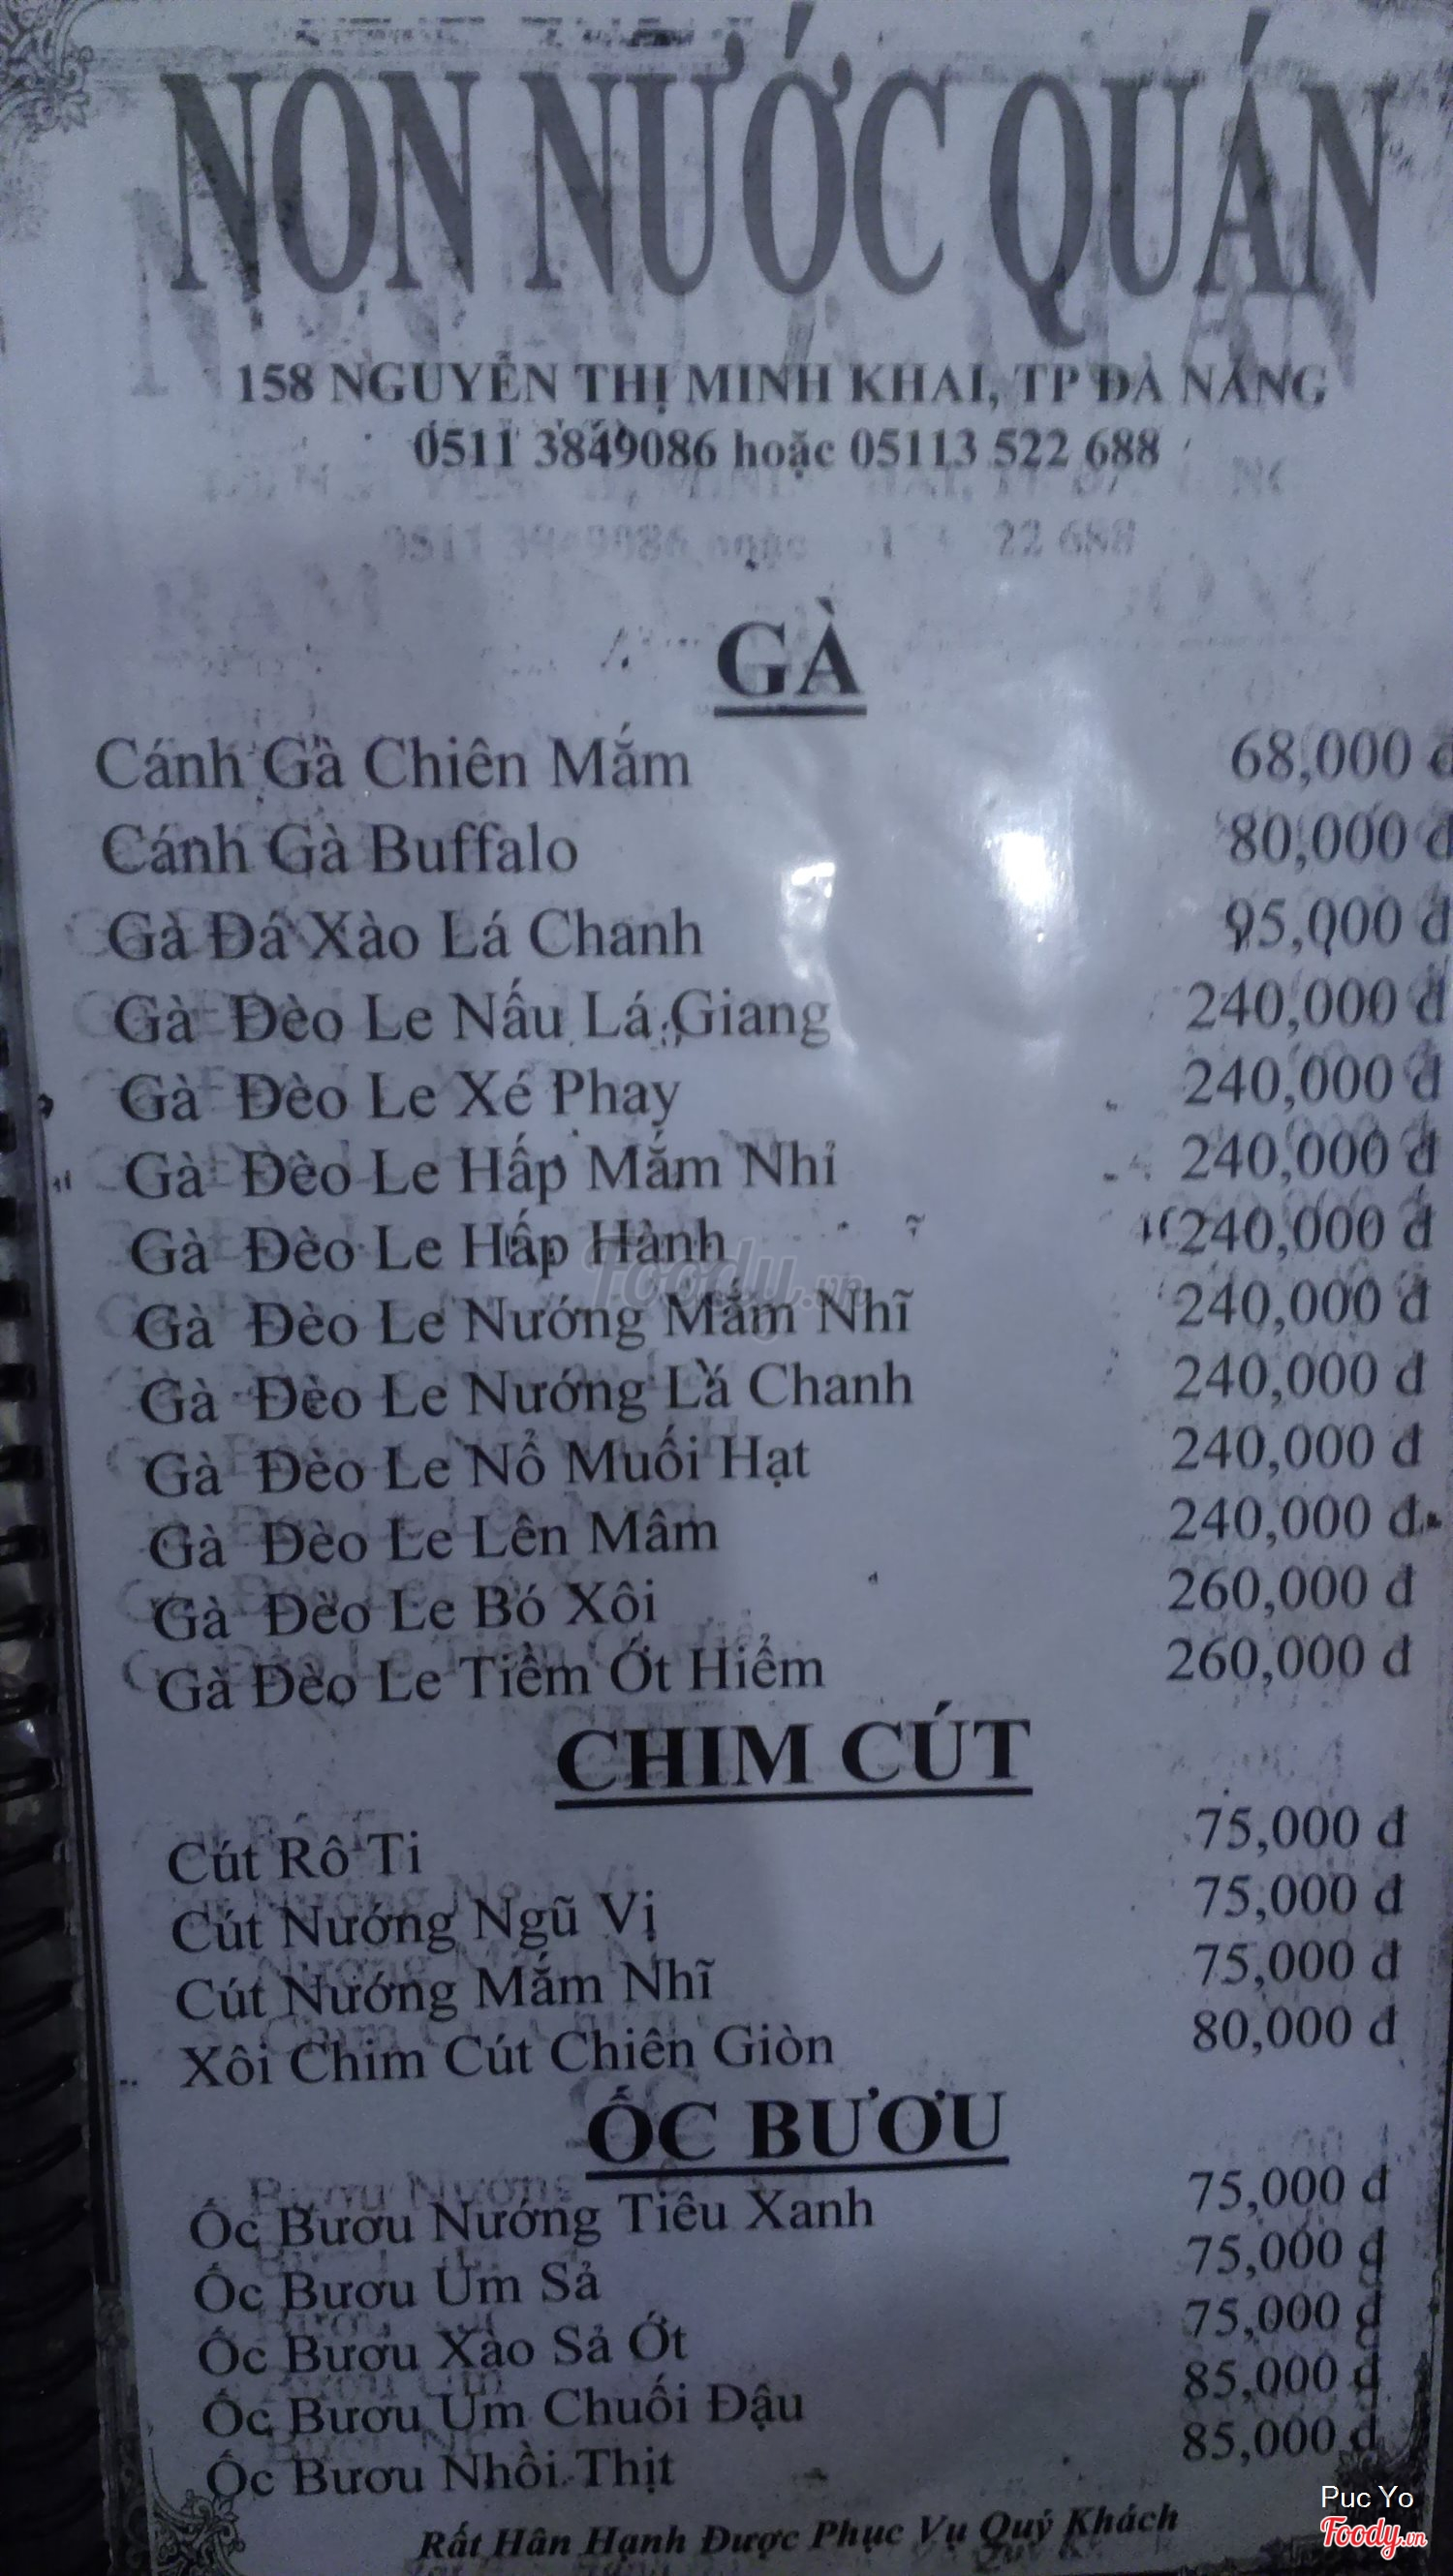 NON NƯỚC QUÁN
158 NGUYỄN THỊ MINH KHAI, TP ĐÀ NẴNG
0511 3849086 hoặc 05113 522 688
GÀ
Cánh Gà Chiên Mắm 68,000 đ
Cánh Gà Buffalo 80,000 đ
Gà Đá Xào Lá Chanh 95,000 đ
Gà Đèo Le Nấu Lá Giang 240,000 đ
Gà Đèo Le Xé Phay 240,000 đ
Gà Đèo Le Hấp Mắm Nhỉ 240,000 đ
Gà Đèo Le Hấp Hành 240,000 đ
Gà Đèo Le Nướng Mắm Nhĩ 240,000 đ
Gà Đèo Le Nướng Lá Chanh 240,000 đ
Gà Đèo Le Nổ Muối Hạt 240,000 đ
Gà Đèo Le Lên Mâm 240,000 đ
Gà Đèo Le Bó Xôi 260,000 đ
Gà Đèo Le Tiềm Ớt Hiểm 260,000 đ
CHIM CÚT
Cút Rô Ti 75,000 đ
Cút Nướng Ngũ Vị 75,000 đ
Cút Nướng Mắm Nhĩ 75,000 đ
Xôi Chim Cút Chiên Giòn 80,000 đ
ỐC BƯƠU
Ốc Bươu Nướng Tiêu Xanh 75,000 đ
Ốc Bươu Um Sả 75,000 đ
Ốc Bươu Xào Sả Ớt 75,000 đ
Ốc Bươu Um Chuối Đậu 85,000 đ
Ốc Bươu Nhồi Thịt 85,000 đ
Rất Hân Hạnh Được Phục Vụ Quý Khách
Foody.vn
Puc Yo
Foody.vn